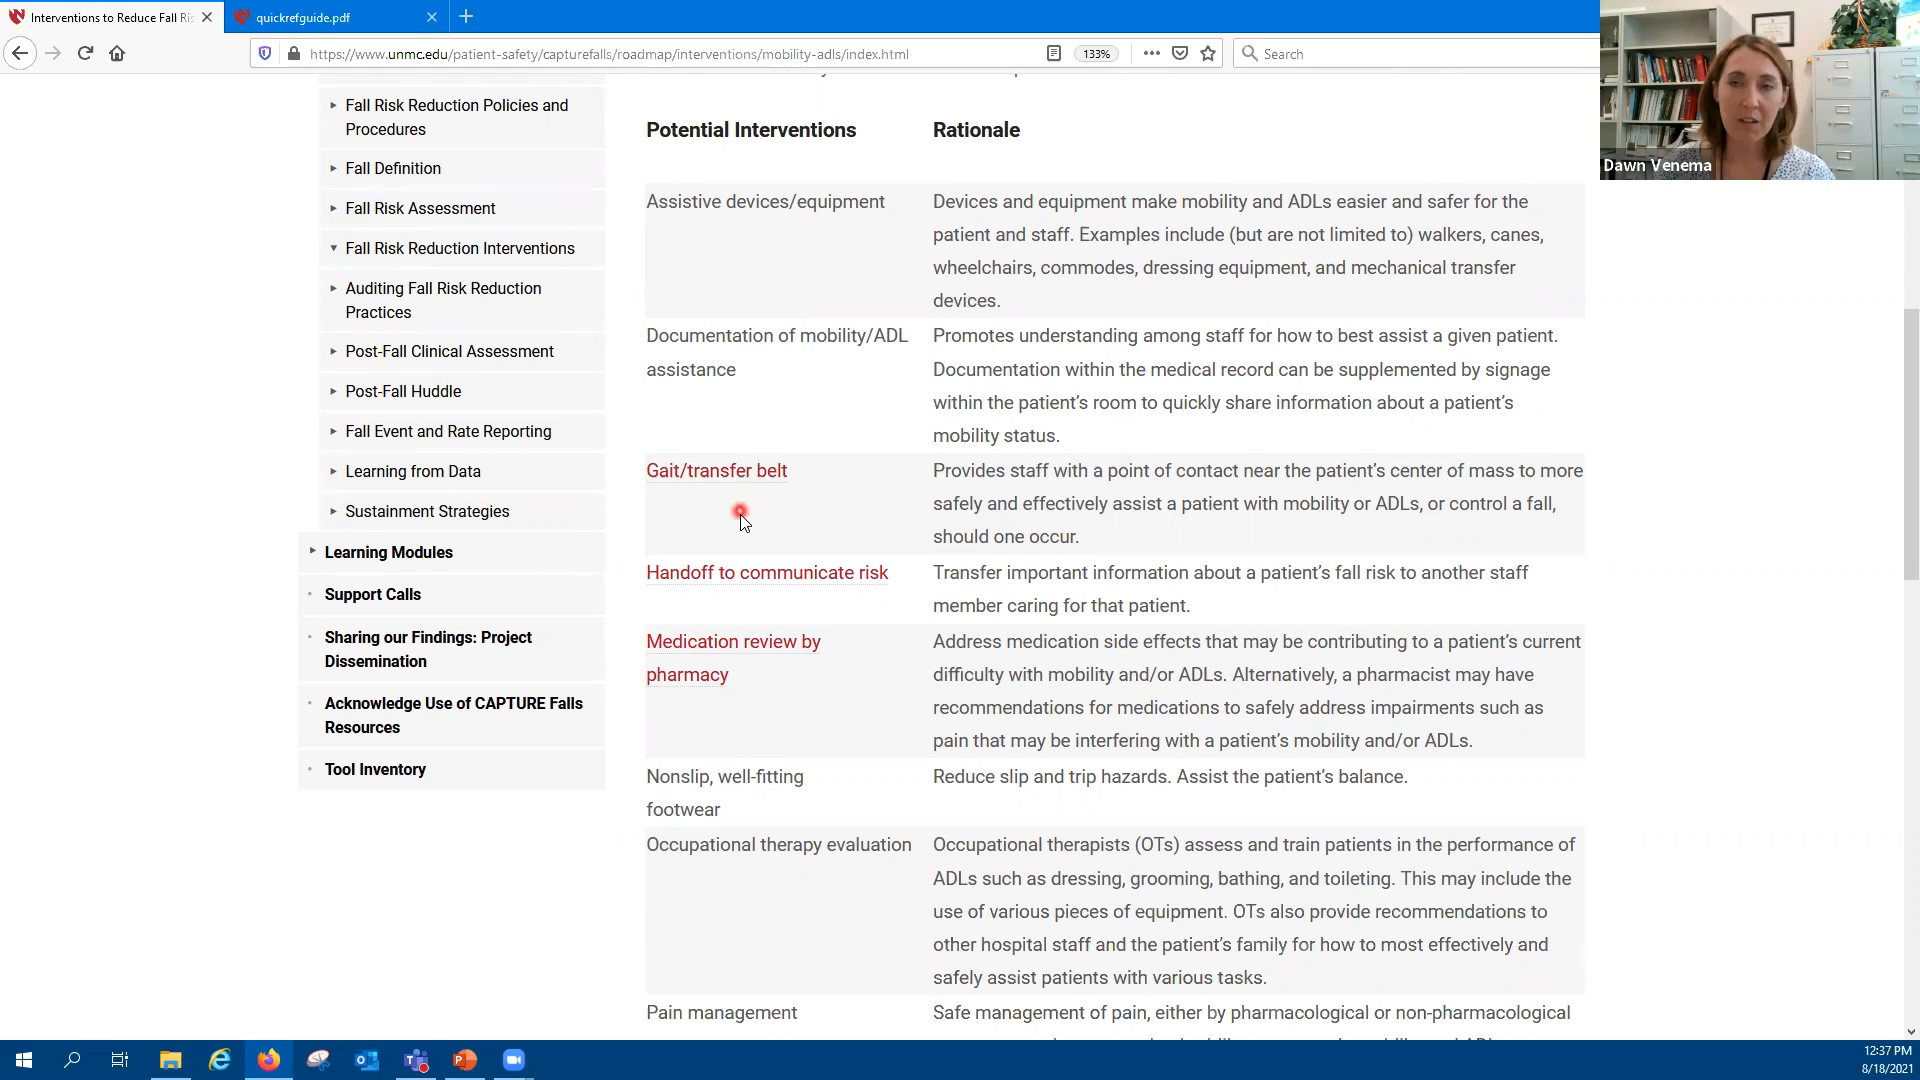 Interventions to Reduce Fall Ris
quickrefguide.pdf
https://www.unmc.edu/patient-safety/capturefalls/roadmap/interventions/mobility-adls/index.html
133%
Search
Dawn Venema
Fall Risk Reduction Policies and
Procedures
Fall Definition
Fall Risk Assessment
Fall Risk Reduction Interventions
Auditing Fall Risk Reduction
Practices
Post-Fall Clinical Assessment
Post-Fall Huddle
Fall Event and Rate Reporting
Learning from Data
Sustainment Strategies
Learning Modules
Support Calls
Sharing our Findings: Project
Dissemination
Acknowledge Use of CAPTURE Falls
Resources
Tool Inventory
Potential Interventions
Rationale
Assistive devices/equipment
Devices and equipment make mobility and ADLs easier and safer for the
patient and staff. Examples include (but are not limited to) walkers, canes,
wheelchairs, commodes, dressing equipment, and mechanical transfer
devices.
Documentation of mobility/ADL
assistance
Promotes understanding among staff for how to best assist a given patient.
Documentation within the medical record can be supplemented by signage
within the patient's room to quickly share information about a patient's
mobility status.
Gait/transfer belt
Provides staff with a point of contact near the patient's center of mass to more
safely and effectively assist a patient with mobility or ADLs, or control a fall,
should one occur.
Handoff to communicate risk
Transfer important information about a patient's fall risk to another staff
member caring for that patient.
Medication review by
pharmacy
Address medication side effects that may be contributing to a patient's current
difficulty with mobility and/or ADLs. Alternatively, a pharmacist may have
recommendations for medications to safely address impairments such as
pain that may be interfering with a patient's mobility and/or ADLs.
Nonslip, well-fitting
footwear
Reduce slip and trip hazards. Assist the patient's balance.
Occupational therapy evaluation
Occupational therapists (OTs) assess and train patients in the performance of
ADLs such as dressing, grooming, bathing, and toileting. This may include the
use of various pieces of equipment. OTs also provide recommendations to
other hospital staff and the patient's family for how to most effectively and
safely assist patients with various tasks.
Pain management
Safe management of pain, either by pharmacological or non-pharmacological
12:37 PM
8/18/2021